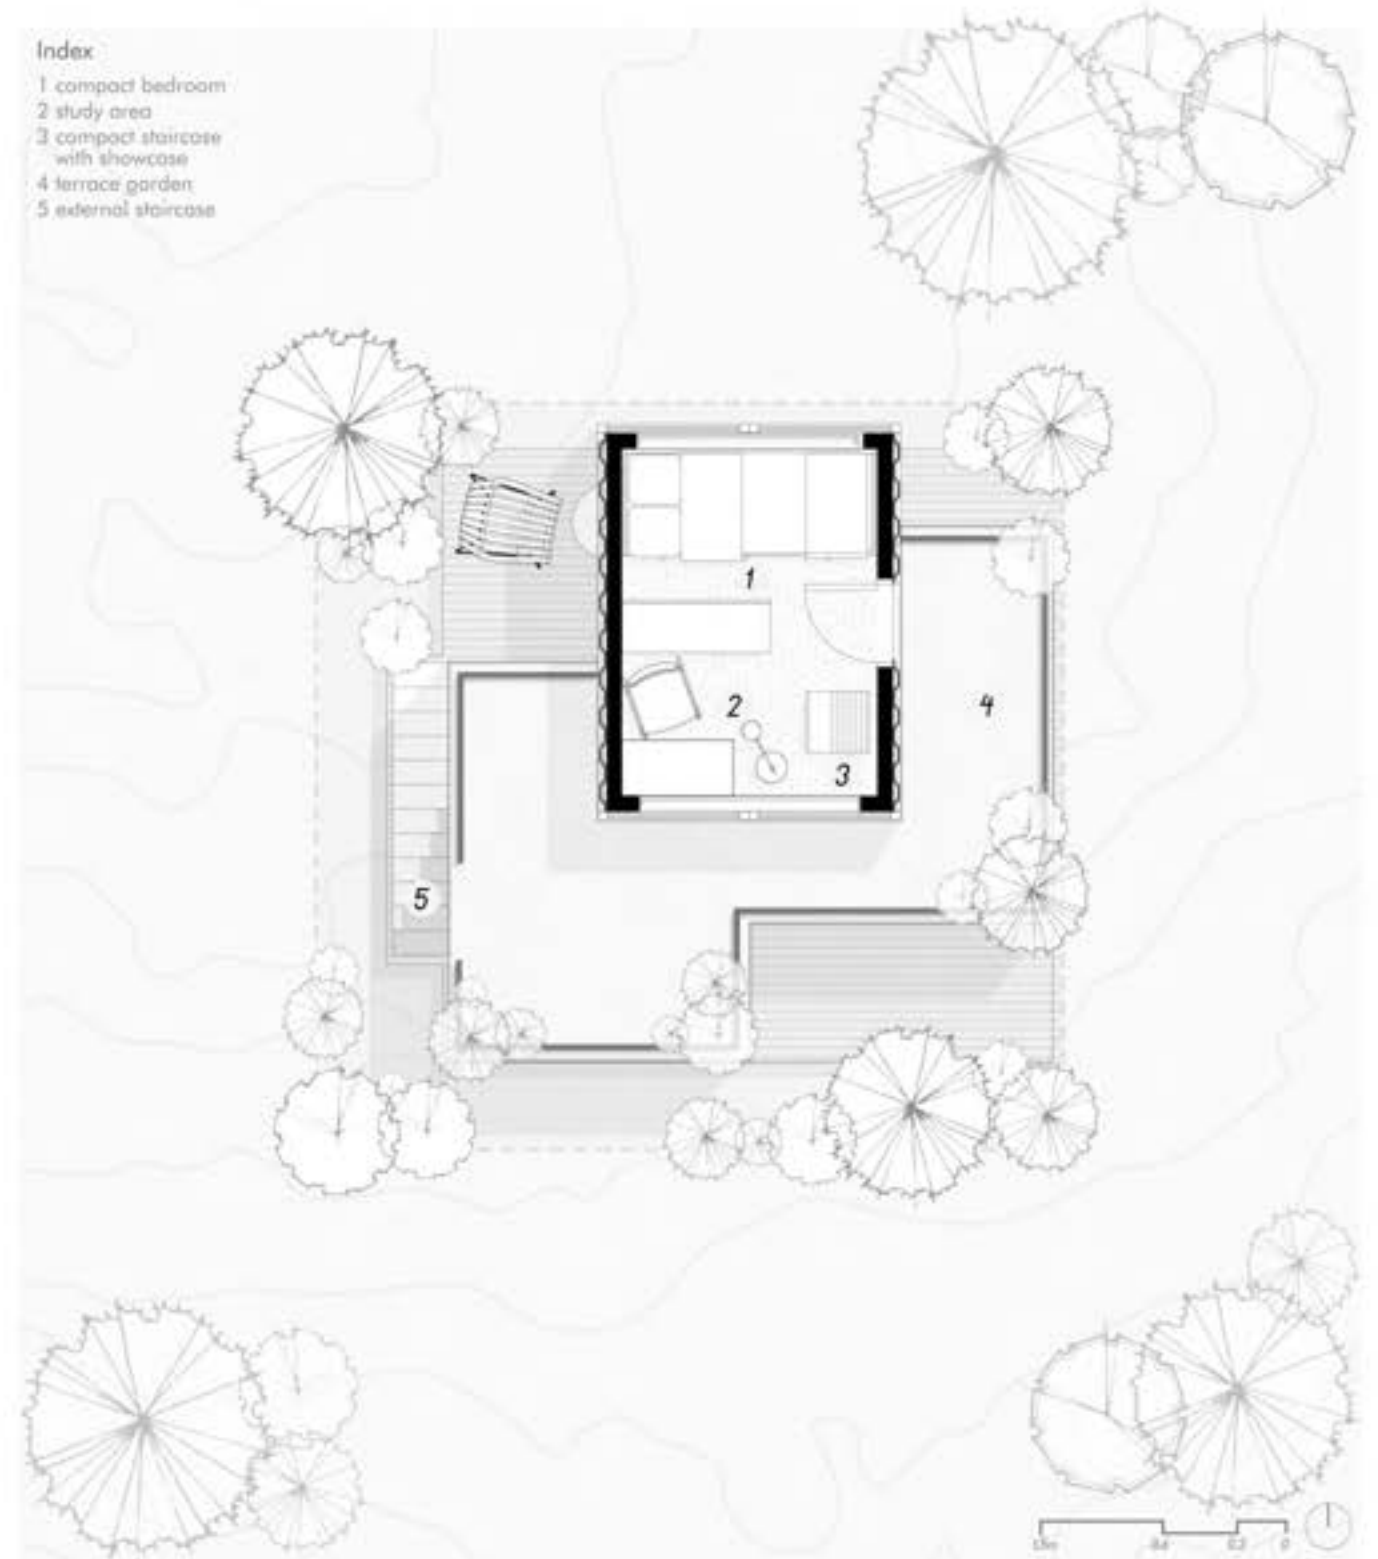 Index
1 compact bedroom
2 study area
3 compact staircase
with showcase
4 terrace garden
5 external staircase
1
2
4
3
5
0